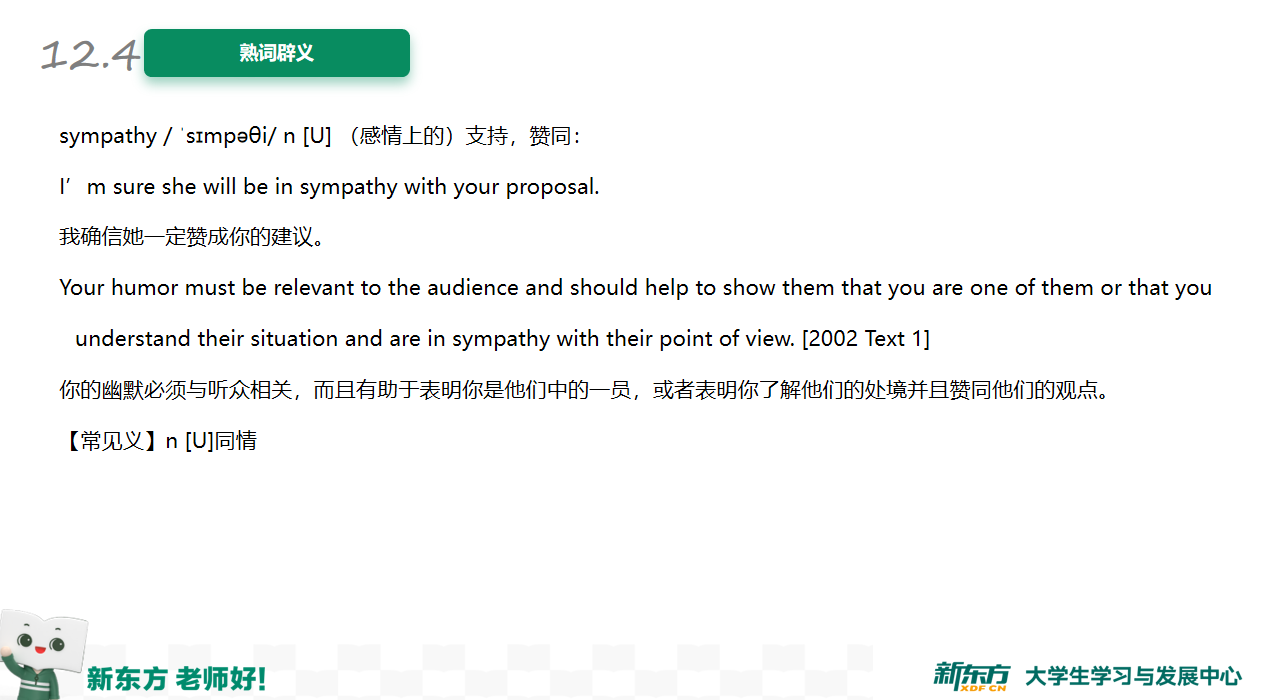 12.4
熟词辟义
sympathy / ˈsɪmpəθi/ n [U] （感情上的）支持，赞同：
I’m sure she will be in sympathy with your proposal.
我确信她一定赞成你的建议。
Your humor must be relevant to the audience and should help to show them that you are one of them or that you
understand their situation and are in sympathy with their point of view. [2002 Text 1]
你的幽默必须与听众相关，而且有助于表明你是他们中的一员，或者表明你了解他们的处境并且赞同他们的观点。
【常见义】n [U]同情
新东方 老师好!
新东方 XDF.CN 大学生学习与发展中心